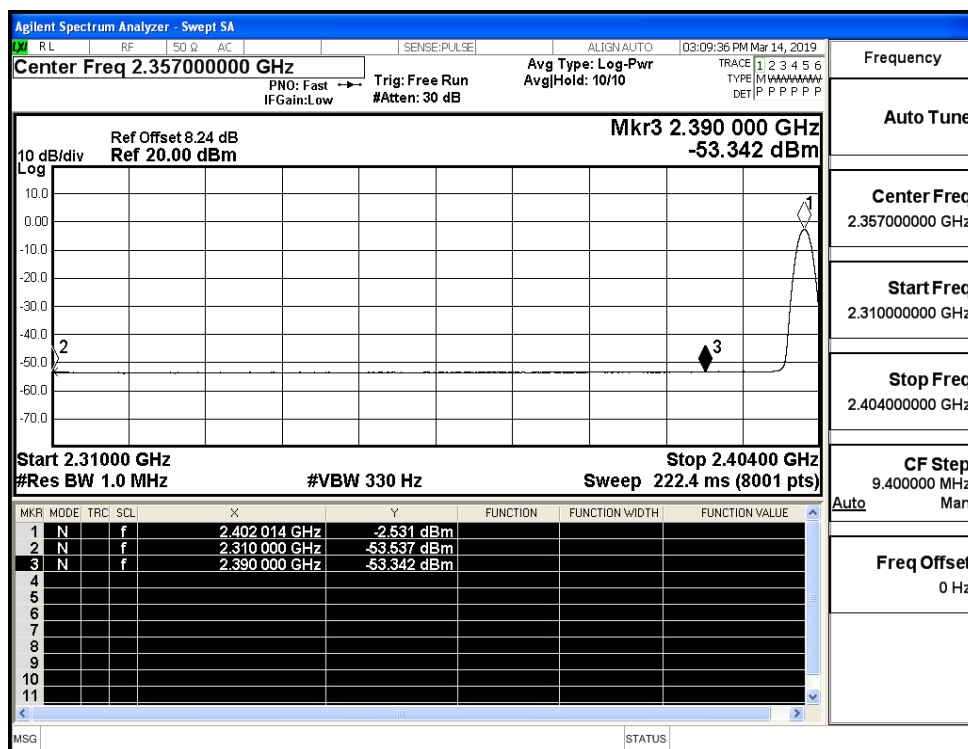 Agilent Spectrum Analyzer - Swept SA
LXI RL RF 50 Ω AC SENSE:PULSE ALIGN AUTO 03:09:36 PM Mar 14, 2019
Center Freq 2.357000000 GHz
PNO: Fast
IFGain:Low
Trig: Free Run
#Atten: 30 dB
Avg Type: Log-Pwr
Avg|Hold: 10/10
TRACE 1 2 3 4 5 6
TYPE M
DET P P P P P P
Ref Offset 8.24 dB
10 dB/div Ref 20.00 dBm
Log
Mkr3 2.390 000 GHz
-53.342 dBm
10.0
0.00
-10.0
-20.0
-30.0
-40.0
-50.0
-60.0
-70.0
1
2
3
Start 2.31000 GHz Stop 2.40400 GHz
#Res BW 1.0 MHz #VBW 330 Hz Sweep 222.4 ms (8001 pts)
MKR MODE TRC SCL X Y FUNCTION FUNCTION WIDTH FUNCTION VALUE
1 N f 2.402 014 GHz -2.531 dBm
2 N f 2.310 000 GHz -53.537 dBm
3 N f 2.390 000 GHz -53.342 dBm
4
5
6
7
8
9
10
11
MSG STATUS
Frequency
Auto Tune
Center Freq
2.357000000 GHz
Start Freq
2.310000000 GHz
Stop Freq
2.404000000 GHz
CF Step
9.400000 MHz
Auto Man
Freq Offset
0 Hz